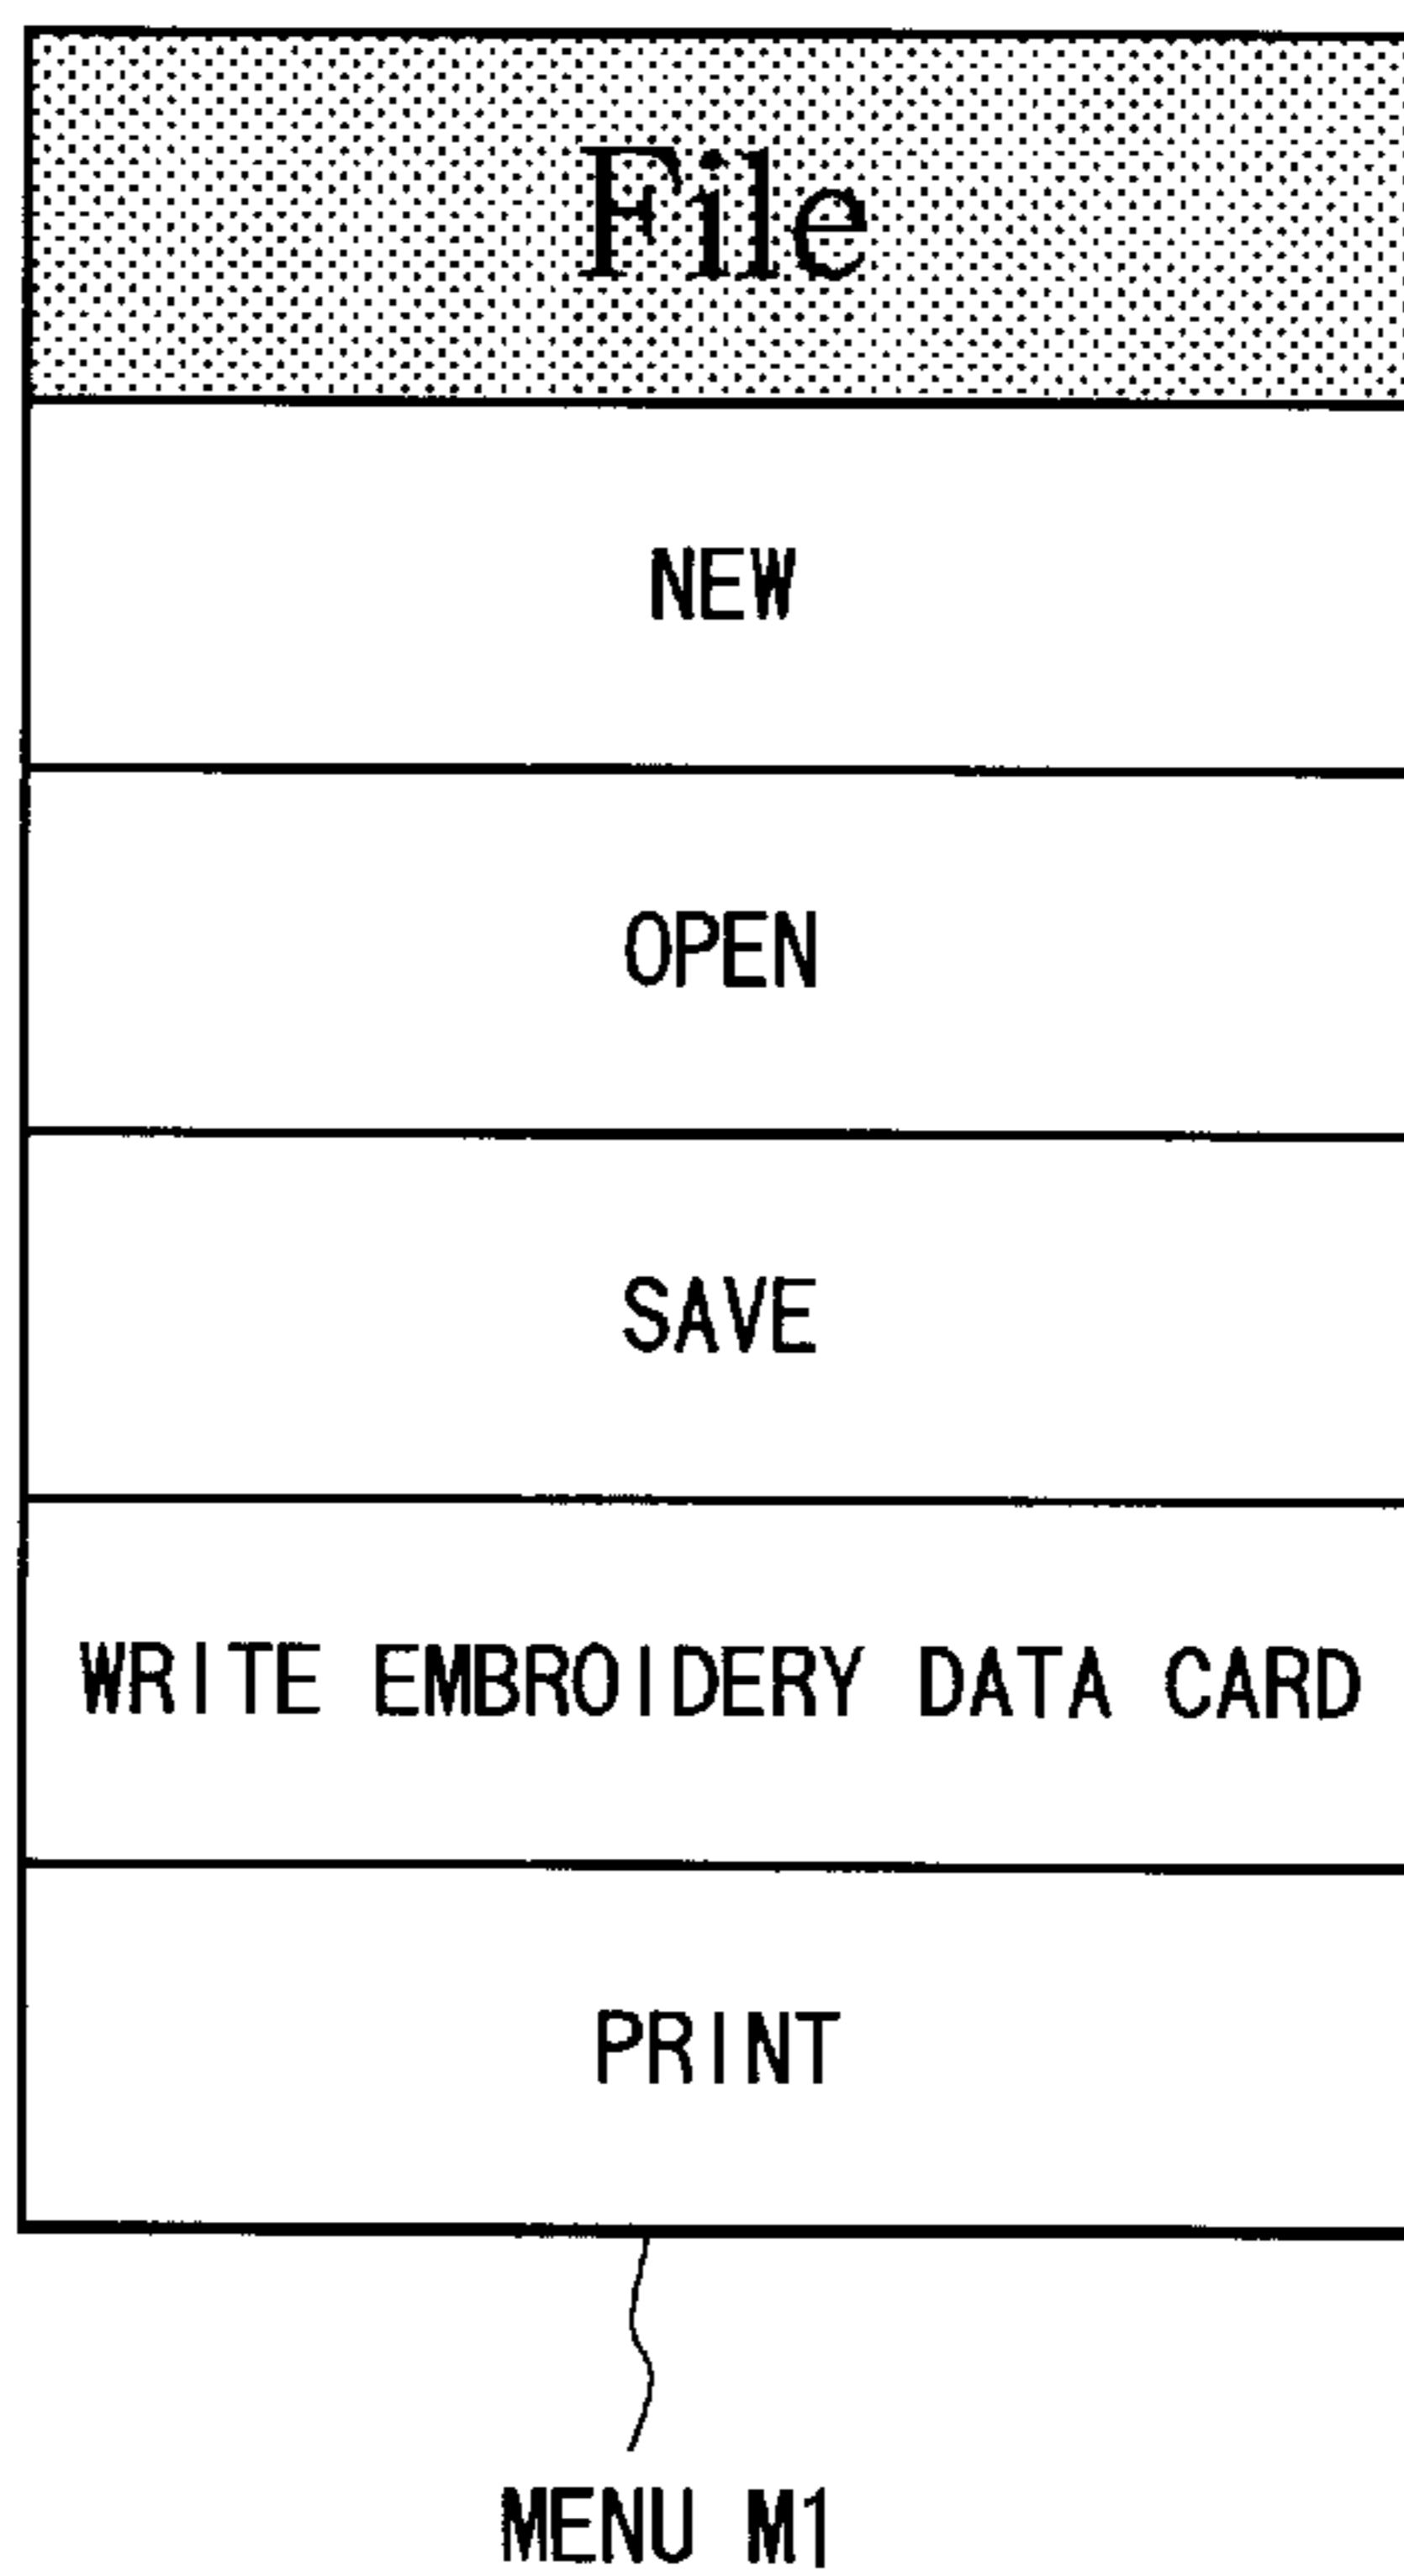 File
NEW
OPEN
SAVE
WRITE EMBROIDERY DATA CARD
PRINT
MENU M1